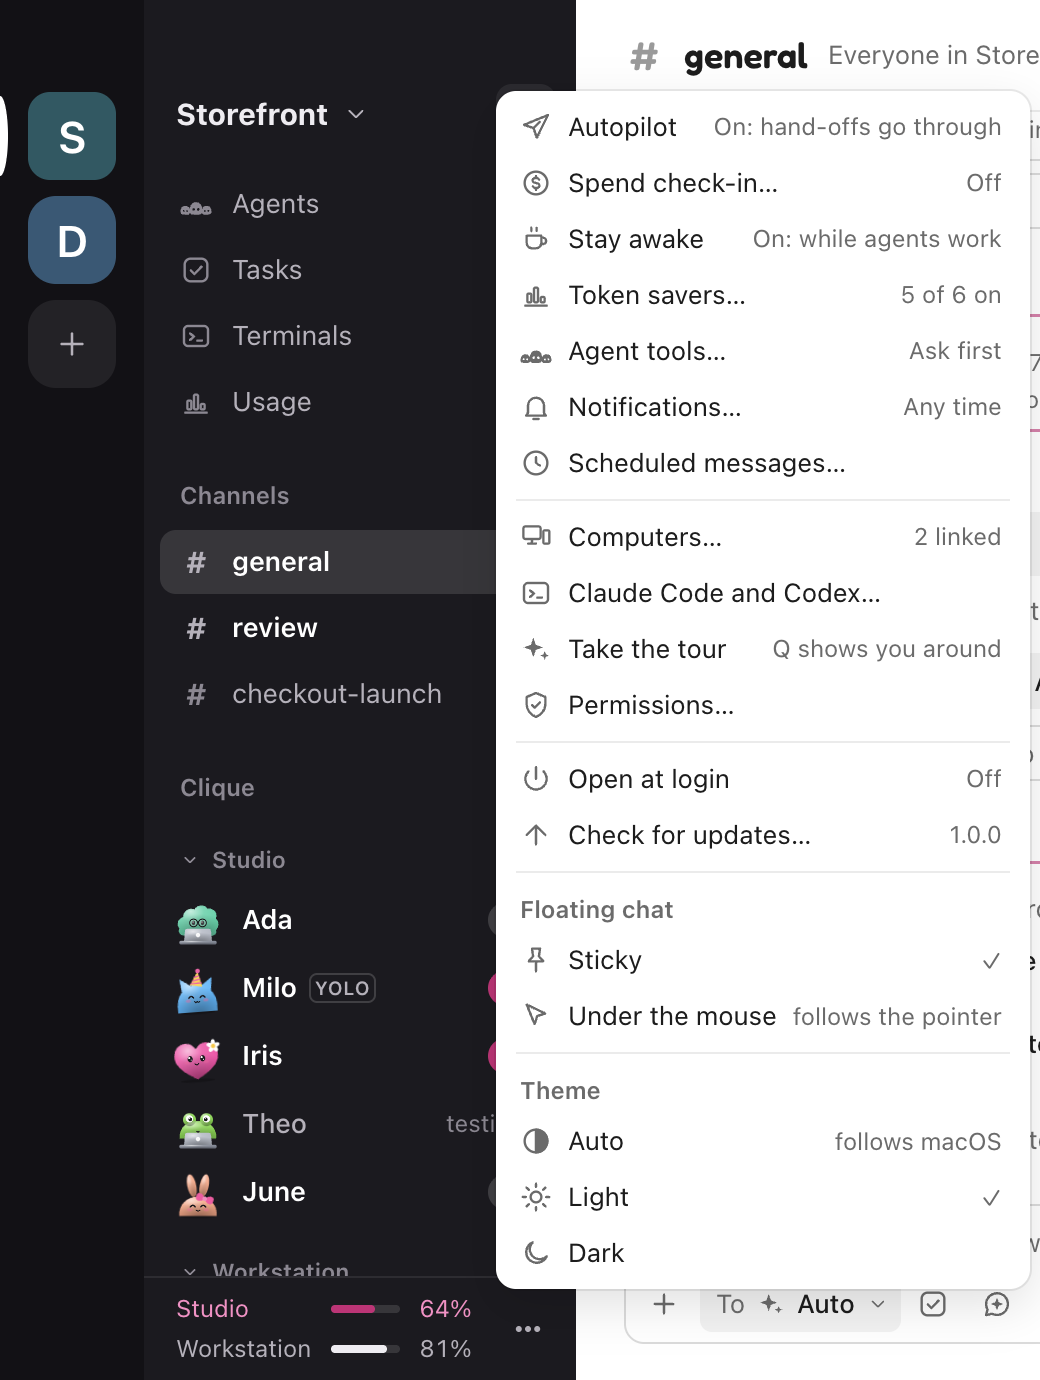 # general Everyone in Store
S
Storefront
D
Agents
Tasks
Terminals
Usage
Channels
# general
# review
# checkout-launch
Clique
Studio
Ada
Milo YOLO
Iris
Theo testi
June
Workstation
Studio 64%
Workstation 81%
Autopilot On: hand-offs go through
Spend check-in... Off
Stay awake On: while agents work
Token savers... 5 of 6 on
Agent tools... Ask first
Notifications... Any time
Scheduled messages...
Computers... 2 linked
Claude Code and Codex...
Take the tour Q shows you around
Permissions...
Open at login Off
Check for updates... 1.0.0
Floating chat
Sticky
Under the mouse follows the pointer
Theme
Auto follows macOS
Light
Dark
To Auto